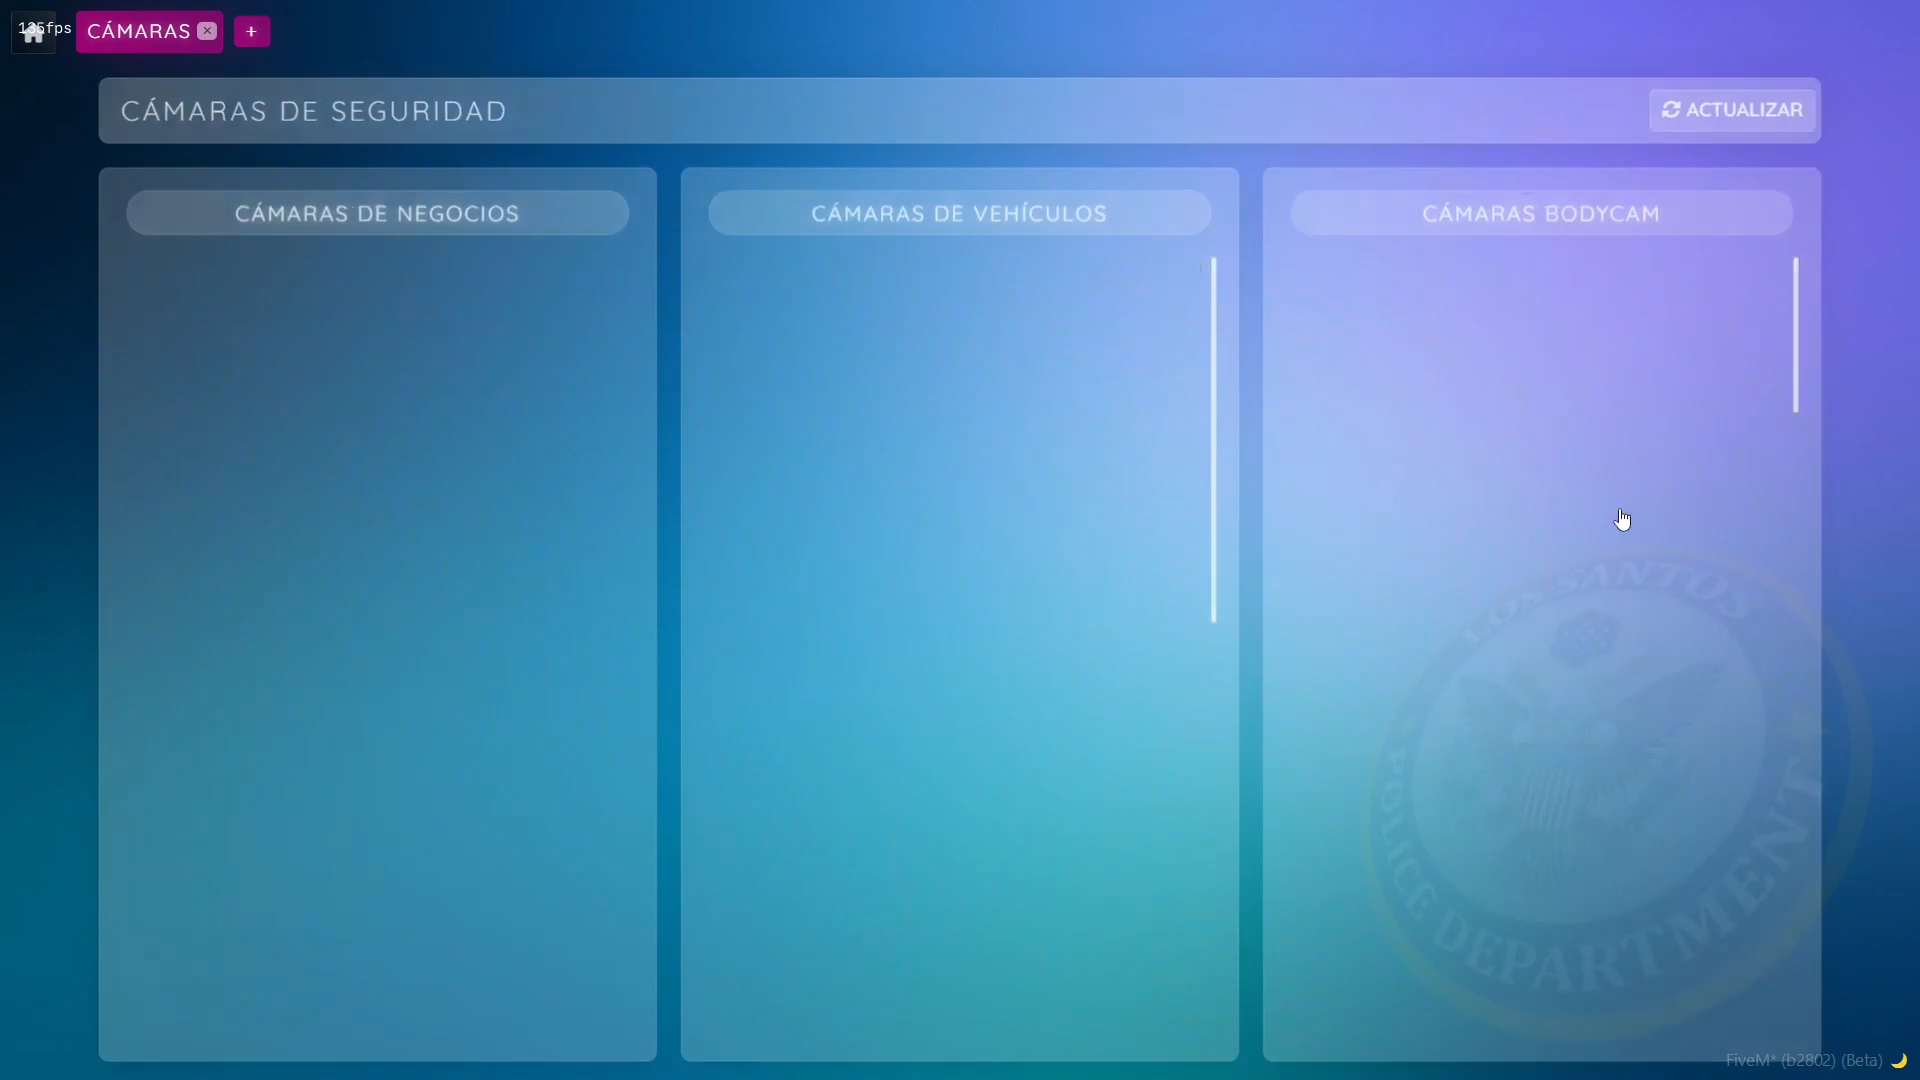 135fps
CÁMARAS
+
CÁMARAS DE SEGURIDAD
ACTUALIZAR
CÁMARAS DE NEGOCIOS
CÁMARAS DE VEHÍCULOS
CÁMARAS BODYCAM
LOS SANTOS
POLICE DEPARTMENT
FiveM* (b2802) (Beta)